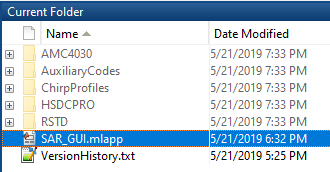 Current Folder
Name Date Modified
AMC4030 5/21/2019 7:33 PM
AuxiliaryCodes 5/21/2019 7:33 PM
ChirpProfiles 5/21/2019 7:33 PM
HSDCPRO 5/21/2019 7:33 PM
RSTD 5/21/2019 7:33 PM
SAR_GUI.mlapp 5/21/2019 6:32 PM
VersionHistory.txt 5/21/2019 5:25 PM